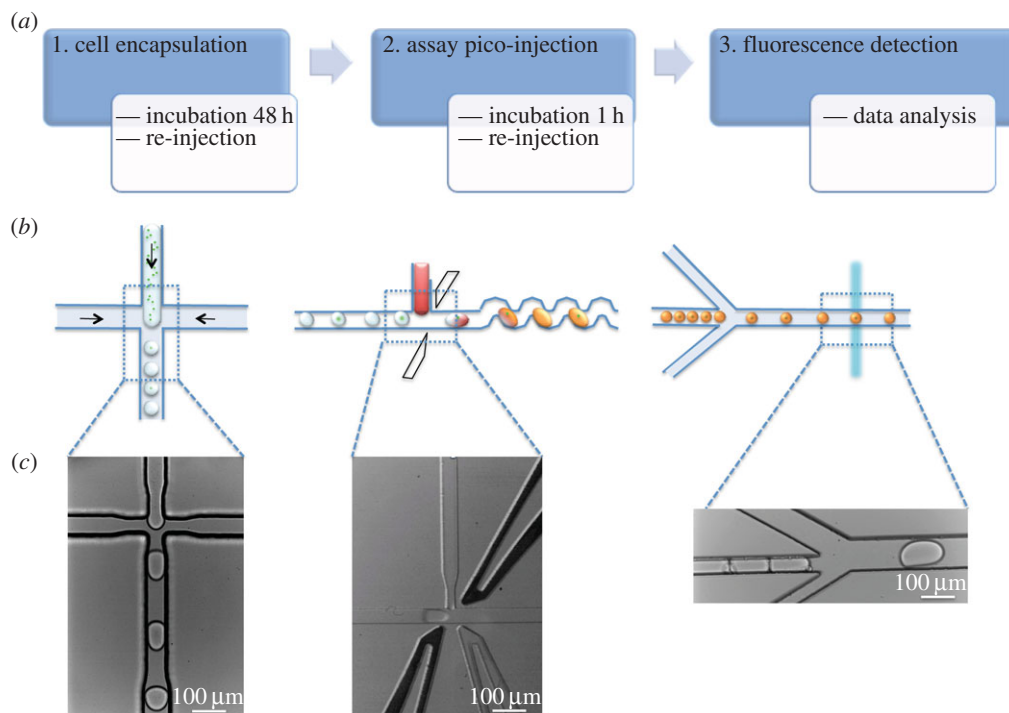 (a)
1. cell encapsulation
— incubation 48 h
— re-injection
2. assay pico-injection
— incubation 1 h
— re-injection
3. fluorescence detection
— data analysis
(b)
(c)
100 μm
100 μm
100 μm